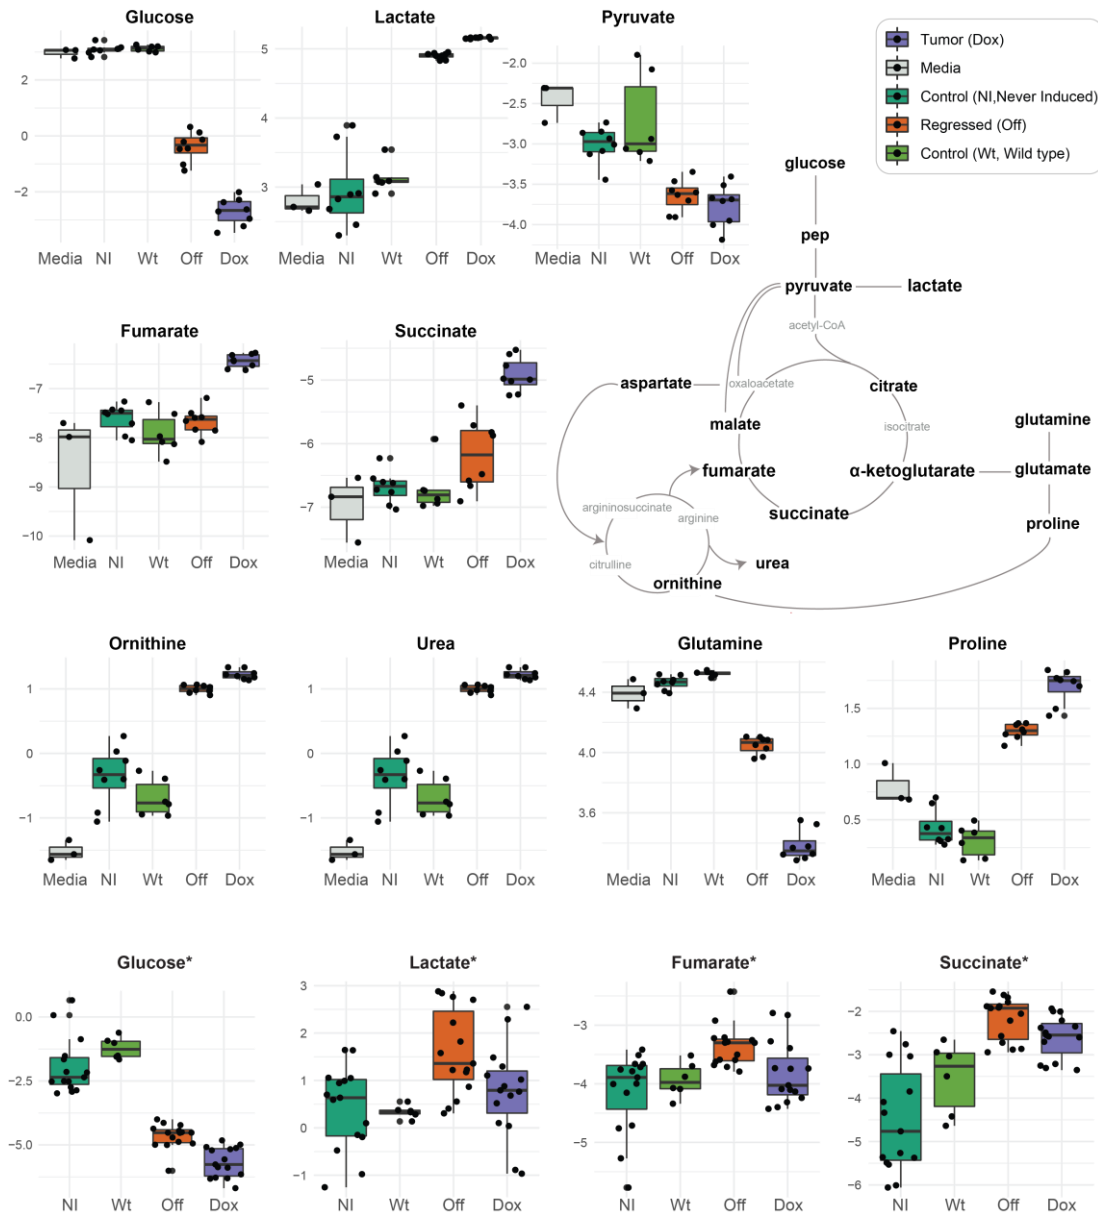 Glucose
Lactate
Pyruvate
2
0
−2
Media NI Wt Off Dox
5
3
Media NI Wt Off Dox
−2.0
−2.5
−3.0
−3.5
−4.0
Media NI Wt Off Dox
Tumor (Dox)
Media
Control (NI,Never Induced)
Regressed (Off)
Control (Wt, Wild type)
glucose
pep
pyruvate
lactate
acetyl-CoA
aspartate
oxaloacetate
citrate
malate
isocitrate
glutamine
fumarate
α-ketoglutarate
glutamate
argininosuccinate
arginine
succinate
proline
citrulline
urea
ornithine
Fumarate
−7
−8
−9
−10
Media NI Wt Off Dox
Succinate
−5
−6
−7
Media NI Wt Off Dox
Ornithine
1
0
−1
Media NI Wt Off Dox
Urea
1
0
−1
Media NI Wt Off Dox
Glutamine
4.4
4.0
3.6
Media NI Wt Off Dox
Proline
1.5
1.0
0.5
Media NI Wt Off Dox
Glucose*
0.0
−2.5
−5.0
NI Wt Off Dox
Lactate*
3
2
1
0
−1
NI Wt Off Dox
Fumarate*
−3
−4
−5
NI Wt Off Dox
Succinate*
−2
−3
−4
−5
−6
NI Wt Off Dox